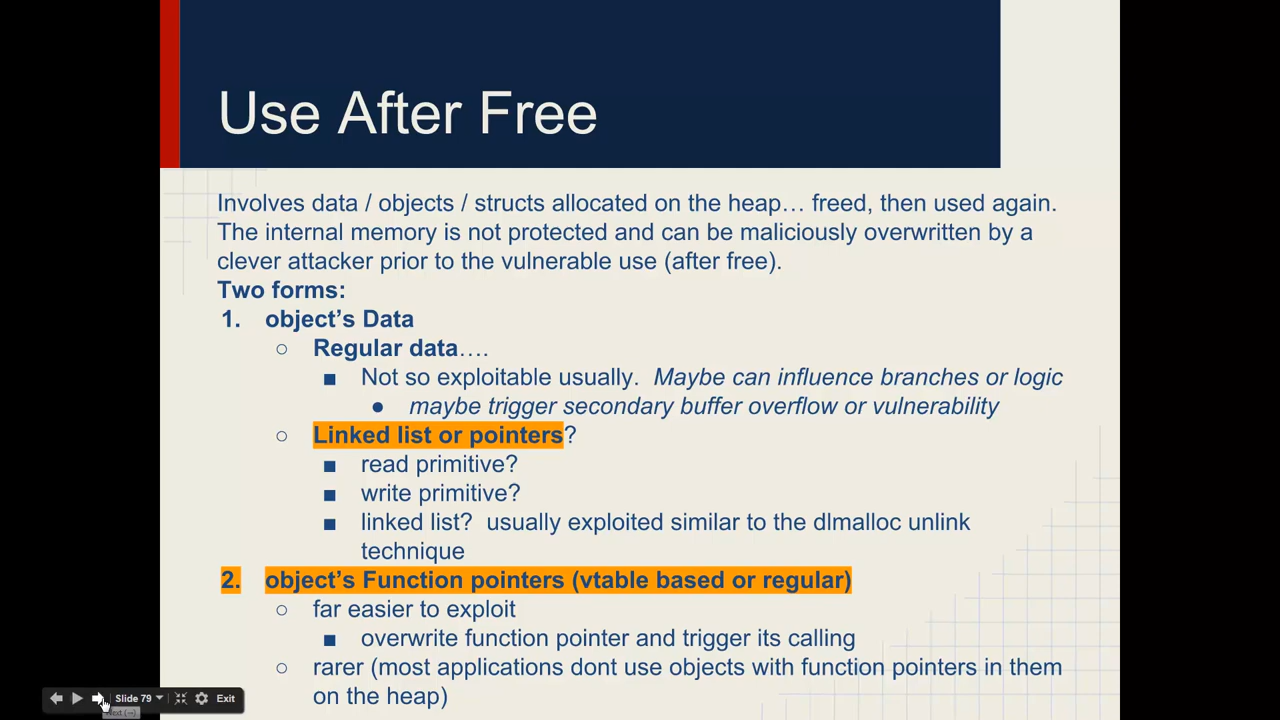 Use After Free
Involves data / objects / structs allocated on the heap… freed, then used again.
The internal memory is not protected and can be maliciously overwritten by a
clever attacker prior to the vulnerable use (after free).
Two forms:
1. object’s Data
○ Regular data….
■ Not so exploitable usually. Maybe can influence branches or logic
● maybe trigger secondary buffer overflow or vulnerability
○ Linked list or pointers?
■ read primitive?
■ write primitive?
■ linked list? usually exploited similar to the dlmalloc unlink
technique
2. object’s Function pointers (vtable based or regular)
○ far easier to exploit
■ overwrite function pointer and trigger its calling
○ rarer (most applications dont use objects with function pointers in them
on the heap)
Slide 79 Exit
Next (→)